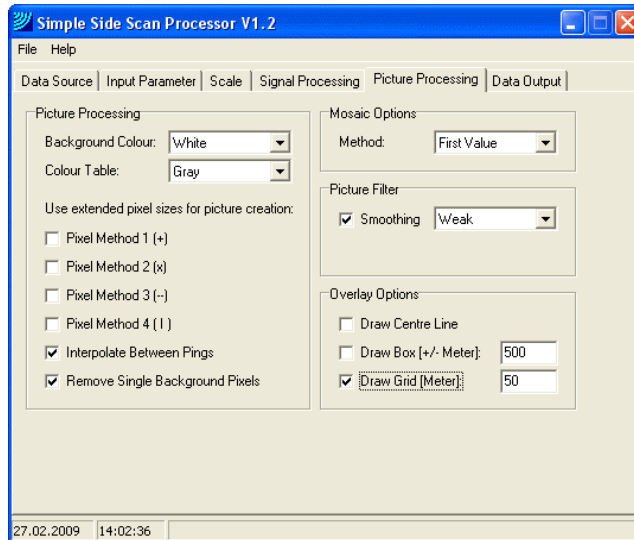 Simple Side Scan Processor V1.2
File Help
Data Source Input Parameter Scale Signal Processing Picture Processing Data Output
Picture Processing
Background Colour: White
Colour Table: Gray
Use extended pixel sizes for picture creation:
Pixel Method 1 (+)
Pixel Method 2 (x)
Pixel Method 3 (--)
Pixel Method 4 ( I )
Interpolate Between Pings
Remove Single Background Pixels
Mosaic Options
Method: First Value
Picture Filter
Smoothing Weak
Overlay Options
Draw Centre Line
Draw Box [+/- Meter]: 500
Draw Grid [Meter]: 50
27.02.2009 14:02:36